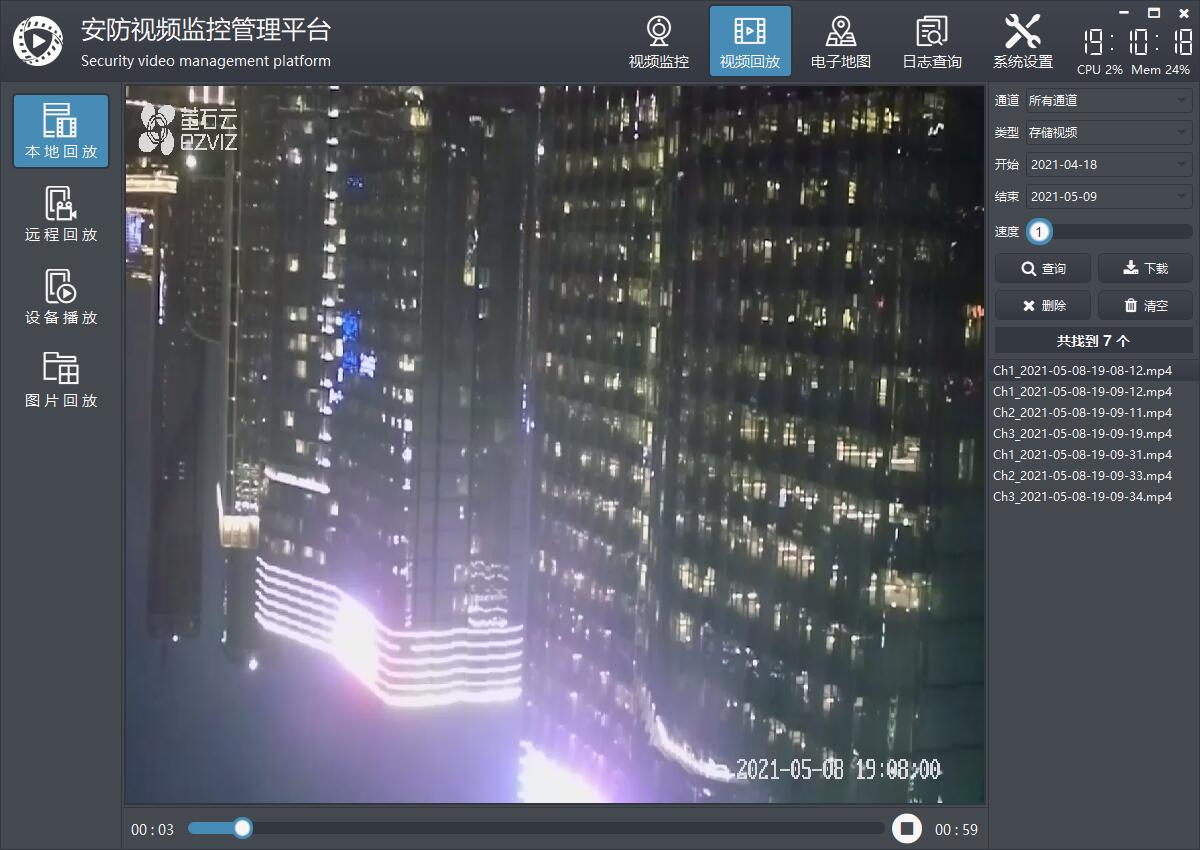 安防视频监控管理平台
Security video management platform
视频监控
视频回放
电子地图
日志查询
系统设置
19:10:18
CPU 2% Mem 24%
本地回放
远程回放
设备播放
图片回放
萤石云
EZVIZ
2021-05-08 19:08:00
00:03
00:59
通道 所有通道
类型 存储视频
开始 2021-04-18
结束 2021-05-09
速度 1
查询
下载
删除
清空
共找到 7 个
Ch1_2021-05-08-19-08-12.mp4
Ch1_2021-05-08-19-09-12.mp4
Ch2_2021-05-08-19-09-11.mp4
Ch3_2021-05-08-19-09-19.mp4
Ch1_2021-05-08-19-09-31.mp4
Ch2_2021-05-08-19-09-33.mp4
Ch3_2021-05-08-19-09-34.mp4